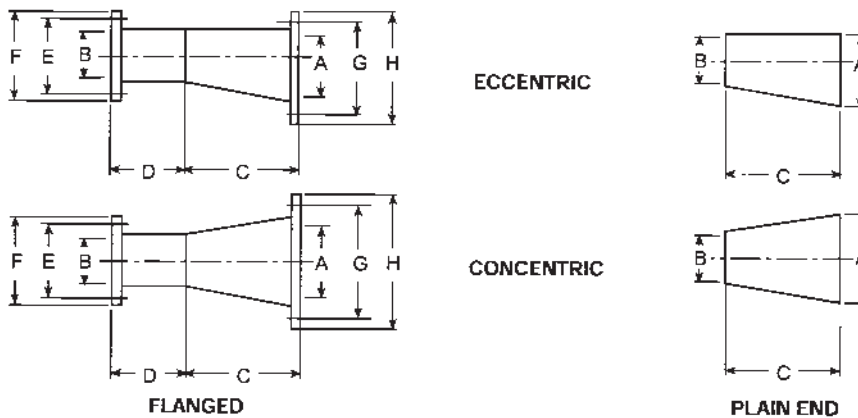 F E B A G H
ECCENTRIC
B A
D C
C
F E B A G H
CONCENTRIC
B A
D C
C
FLANGED
PLAIN END